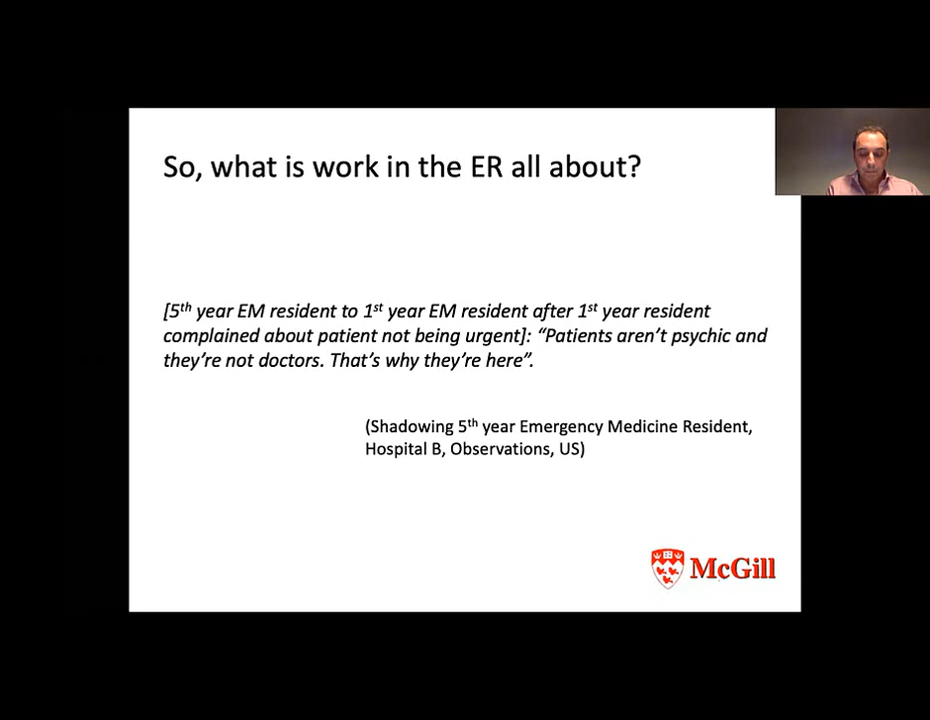 So, what is work in the ER all about?
[5th year EM resident to 1st year EM resident after 1st year resident
complained about patient not being urgent]: “Patients aren’t psychic and
they’re not doctors. That’s why they’re here”.
(Shadowing 5th year Emergency Medicine Resident,
Hospital B, Observations, US)
McGill